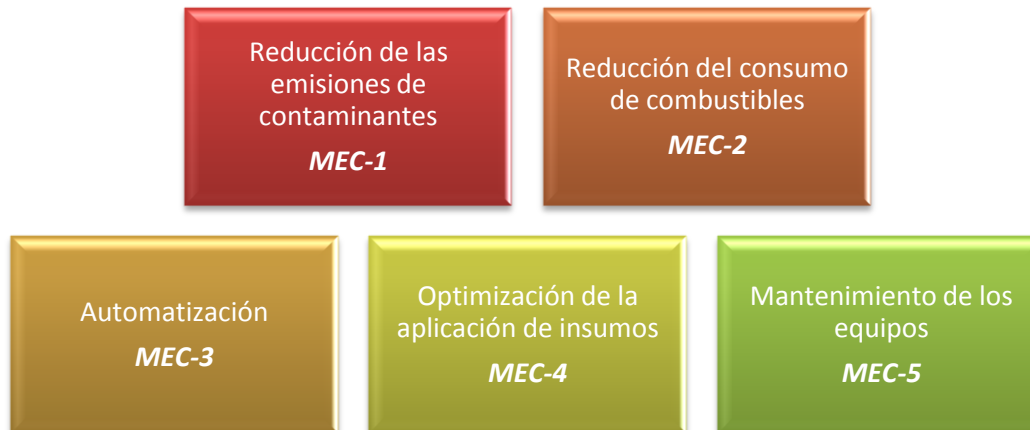 Reducción de las
emisiones de
contaminantes
MEC-1
Reducción del consumo
de combustibles
MEC-2
Automatización
MEC-3
Optimización de la
aplicación de insumos
MEC-4
Mantenimiento de los
equipos
MEC-5